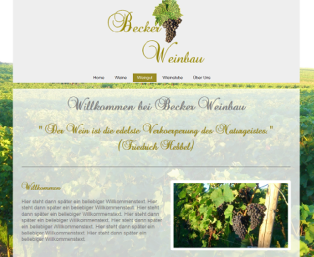 Becker
Weinbau
Home Weine Weingut Weinlabe Über Uns
Willkommen bei Becker Weinbau
"Der Wein ist die edelste Verkoerperung des Naturgeistes."
(Friedrich Hebbel)
Willkommen
Hier steht dann später ein beliebiger Willkommenstext. Hier
steht dann später ein beliebiger Willkommenstext. Hier steht
dann später ein beliebiger Willkommenstext. Hier steht dann
später ein beliebiger Willkommenstext. Hier steht dann
später ein beliebiger Willkommenstext. Hier steht dann
später ein beliebiger Willkommenstext. Hier steht dann später ein
beliebiger Willkommenstext.